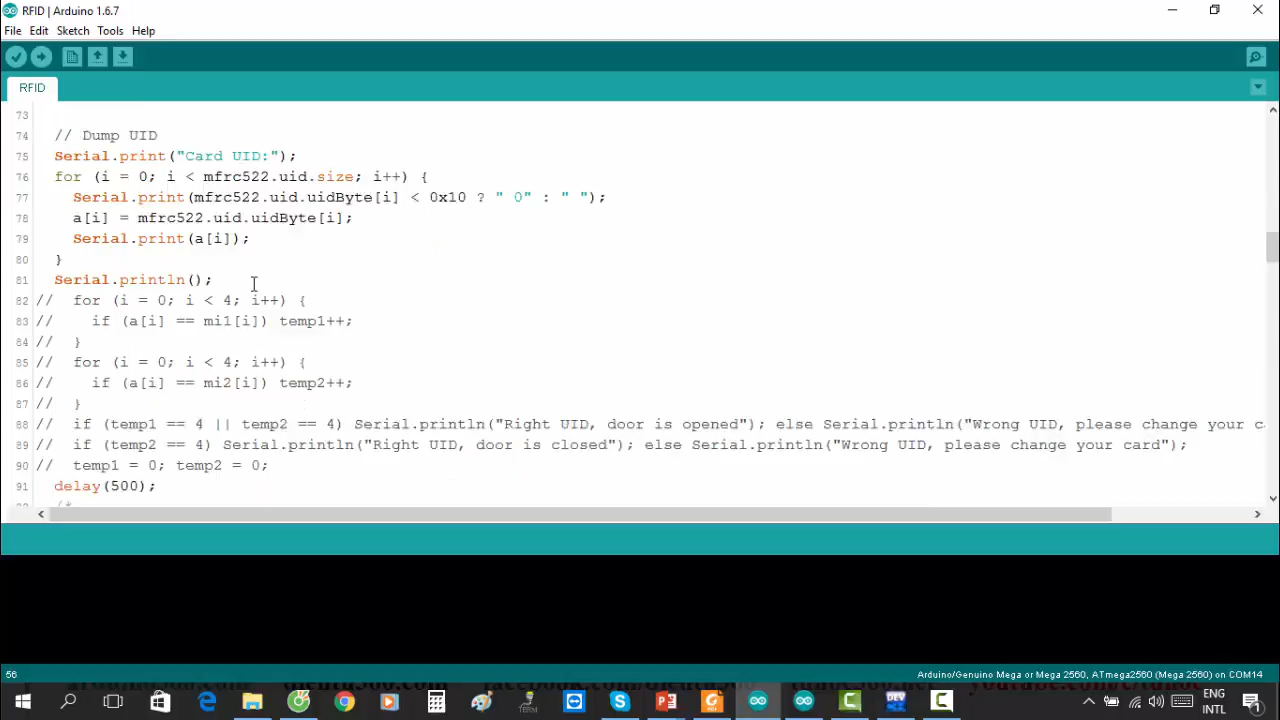 RFID | Arduino 1.6.7
File Edit Sketch Tools Help
RFID
73
74 // Dump UID
75 Serial.print("Card UID:");
76 for (i = 0; i < mfrc522.uid.size; i++) {
77 Serial.print(mfrc522.uid.uidByte[i] < 0x10 ? " 0" : " ");
78 a[i] = mfrc522.uid.uidByte[i];
79 Serial.print(a[i]);
80 }
81 Serial.println();
82 // for (i = 0; i < 4; i++) {
83 // if (a[i] == mi1[i]) temp1++;
84 // }
85 // for (i = 0; i < 4; i++) {
86 // if (a[i] == mi2[i]) temp2++;
87 // }
88 // if (temp1 == 4 || temp2 == 4) Serial.println("Right UID, door is opened"); else Serial.println("Wrong UID, please change your ca
89 // if (temp2 == 4) Serial.println("Right UID, door is closed"); else Serial.println("Wrong UID, please change your card");
90 // temp1 = 0; temp2 = 0;
91 delay(500);
/*
56 Arduino/Genuino Mega or Mega 2560, ATmega2560 (Mega 2560) on COM14
ENG
INTL